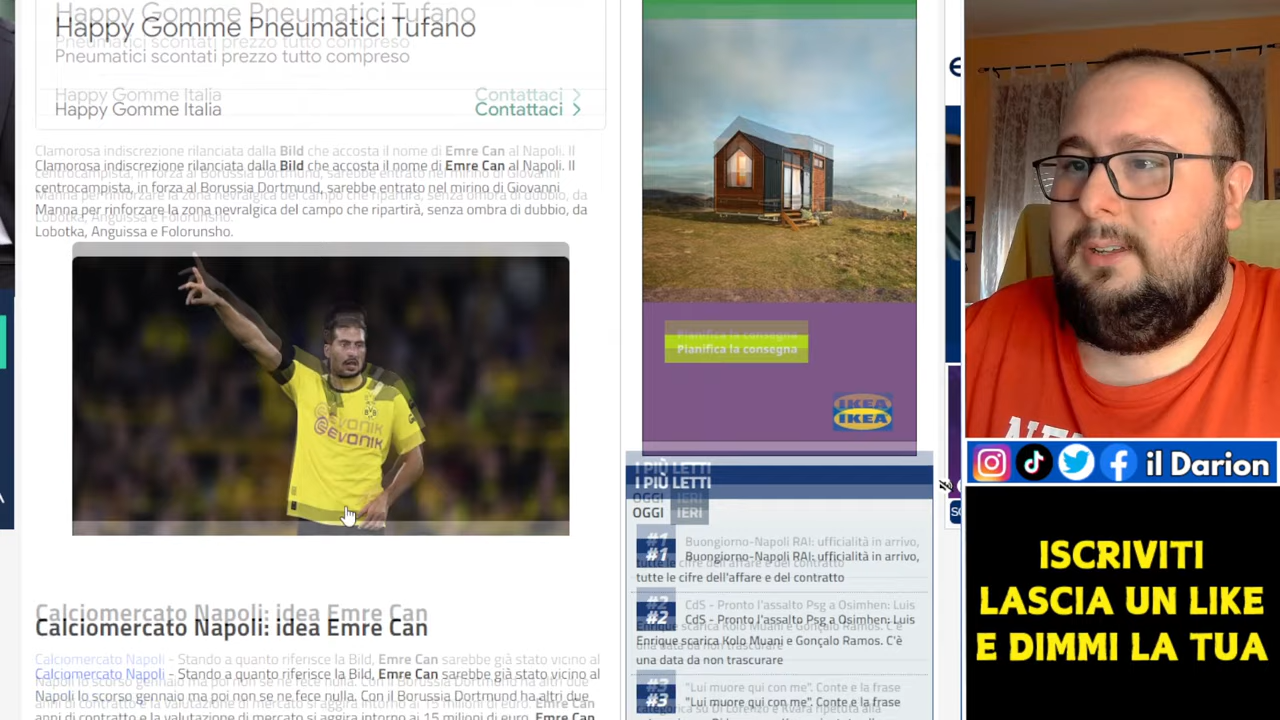 Happy Gomme Pneumatici Tufano
Pneumatici scontati prezzo tutto compreso
Happy Gomme Italia
Contattaci
Clamorosa indiscrezione rilanciata dalla Bild che accosta il nome di Emre Can al Napoli. Il
centrocampista, in forza al Borussia Dortmund, sarebbe entrato nel mirino di Giovanni
Manna per rinforzare la zona nevralgica del campo che ripartirà, senza ombra di dubbio, da
Lobotka, Anguissa e Folorunsho.
EVONIK
Calciomercato Napoli: idea Emre Can
Calciomercato Napoli - Stando a quanto riferisce la Bild, Emre Can sarebbe già stato vicino al
Napoli lo scorso gennaio ma poi non se ne fece nulla. Con il Borussia Dortmund ha altri due
anni di contratto e la valutazione di mercato si aggira intorno ai 15 milioni di euro. Emre Can
Pianifica la consegna
IKEA
I PIÙ LETTI
OGGI IERI
#1 Buongiorno-Napoli RAI: ufficialità in arrivo,
tutte le cifre dell'affare e del contratto
#2 CdS - Pronto l'assalto Psg a Osimhen: Luis
Enrique scarica Kolo Muani e Gonçalo Ramos. C'è
una data da non trascurare
#3 "Lui muore qui con me". Conte e la frase
il Darion
ISCRIVITI
LASCIA UN LIKE
E DIMMI LA TUA